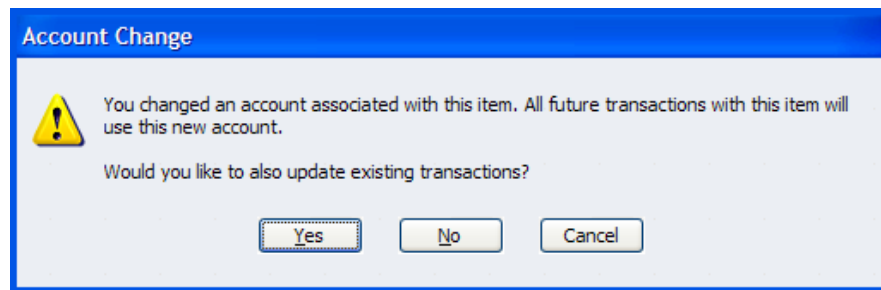 Account Change
You changed an account associated with this item. All future transactions with this item will
use this new account.
Would you like to also update existing transactions?
Yes No Cancel